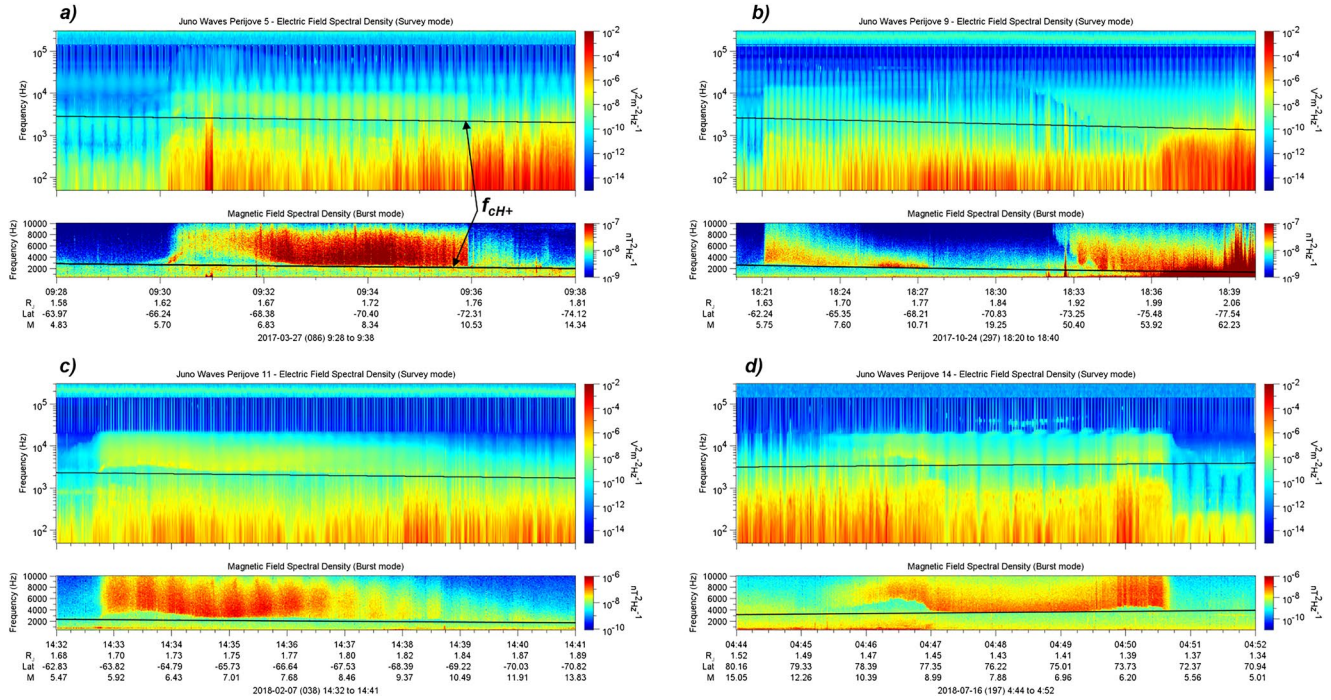 a)
Juno Waves Perijove 5 - Electric Field Spectral Density (Survey mode)
Frequency (Hz)
10^5
10^4
10^3
10^2
10^-2
10^-4
10^-6
10^-8
10^-10
10^-12
10^-14
V^2m^-2Hz^-1
f_cH+
Magnetic Field Spectral Density (Burst mode)
Frequency (Hz)
10000
8000
6000
4000
2000
10^-7
10^-8
10^-9
nT^2Hz^-1
09:28 09:30 09:32 09:34 09:36 09:38
R_J 1.58 1.62 1.67 1.72 1.76 1.81
Lat -63.97 -66.24 -68.38 -70.40 -72.31 -74.12
M 4.83 5.70 6.83 8.34 10.53 14.34
2017-03-27 (086) 9:28 to 9:38
b)
Juno Waves Perijove 9 - Electric Field Spectral Density (Survey mode)
Frequency (Hz)
10^5
10^4
10^3
10^2
10^-2
10^-4
10^-6
10^-8
10^-10
10^-12
10^-14
V^2m^-2Hz^-1
Magnetic Field Spectral Density (Burst mode)
Frequency (Hz)
10000
8000
6000
4000
2000
10^-7
10^-8
10^-9
nT^2Hz^-1
18:21 18:24 18:27 18:30 18:33 18:36 18:39
R_J 1.63 1.70 1.77 1.84 1.92 1.99 2.06
Lat -62.24 -65.35 -68.21 -70.83 -73.25 -75.48 -77.54
M 5.75 7.60 10.71 19.25 50.40 53.92 62.23
2017-10-24 (297) 18:20 to 18:40
c)
Juno Waves Perijove 11 - Electric Field Spectral Density (Survey mode)
Frequency (Hz)
10^5
10^4
10^3
10^2
10^-2
10^-4
10^-6
10^-8
10^-10
10^-12
10^-14
V^2m^-2Hz^-1
Magnetic Field Spectral Density (Burst mode)
Frequency (Hz)
10000
8000
6000
4000
2000
10^-6
10^-8
10^-10
nT^2Hz^-1
14:32 14:33 14:34 14:35 14:36 14:37 14:38 14:39 14:40 14:41
R_J 1.68 1.70 1.73 1.75 1.77 1.80 1.82 1.84 1.87 1.89
Lat -62.83 -63.82 -64.79 -65.73 -66.64 -67.53 -68.39 -69.22 -70.03 -70.82
M 5.47 5.92 6.43 7.01 7.68 8.46 9.37 10.49 11.91 13.83
2018-02-07 (038) 14:32 to 14:41
d)
Juno Waves Perijove 14 - Electric Field Spectral Density (Survey mode)
Frequency (Hz)
10^5
10^4
10^3
10^2
10^-2
10^-4
10^-6
10^-8
10^-10
10^-12
10^-14
V^2m^-2Hz^-1
Magnetic Field Spectral Density (Burst mode)
Frequency (Hz)
10000
8000
6000
4000
2000
10^-6
10^-8
10^-10
nT^2Hz^-1
04:44 04:45 04:46 04:47 04:48 04:49 04:50 04:51 04:52
R_J 1.52 1.49 1.47 1.45 1.43 1.41 1.39 1.37 1.34
Lat 80.16 79.33 78.39 77.35 76.22 75.01 73.73 72.37 70.94
M 15.05 12.26 10.39 8.99 7.88 6.96 6.20 5.56 5.01
2018-07-16 (197) 4:44 to 4:52